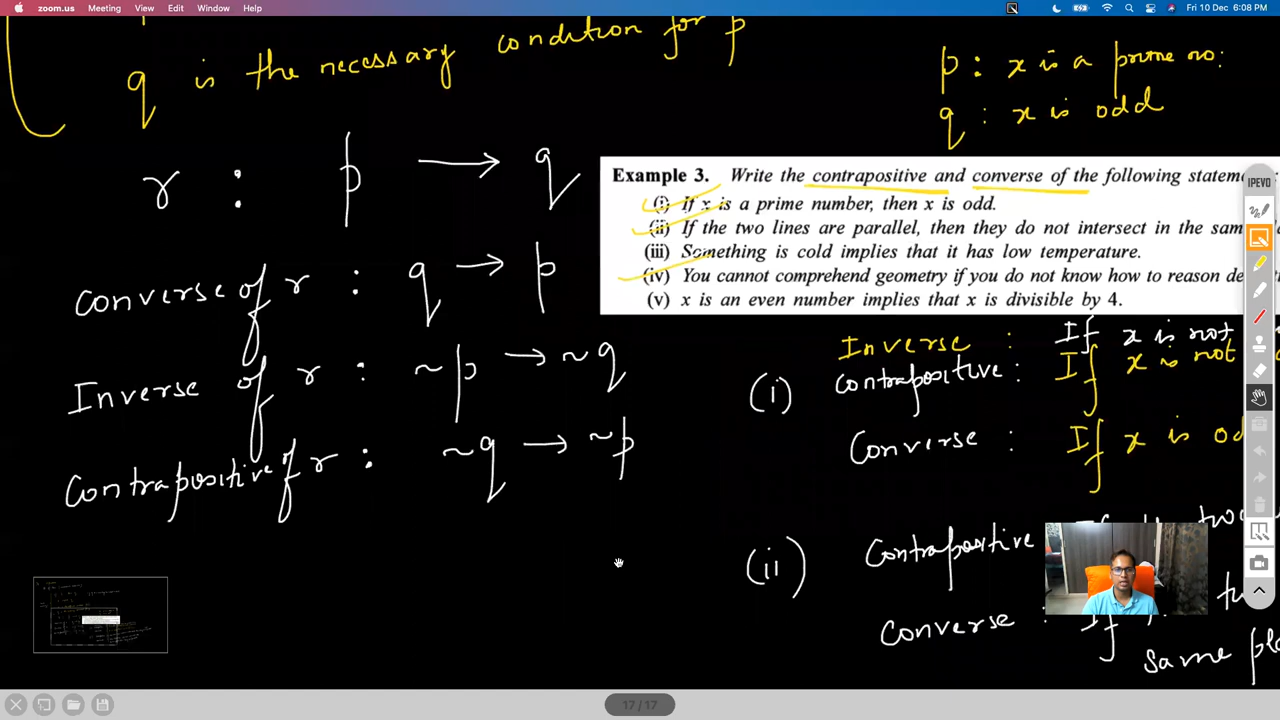 zoom.us Meeting View Edit Window Help Fri 10 Dec 6:08 PM
q is the necessary condition for p
p : x is a prime no:
q : x is odd
r : p → q
Example 3. Write the contrapositive and converse of the following stateme
(i) If x is a prime number, then x is odd.
(ii) If the two lines are parallel, then they do not intersect in the sam
(iii) Something is cold implies that it has low temperature.
(iv) You cannot comprehend geometry if you do not know how to reason de
(v) x is an even number implies that x is divisible by 4.
IPEVO
Converse of r : q → p
Inverse of r : ~p → ~q
Contrapositive of r : ~q → ~p
Inverse : If x is not
(i) Contrapositive : If x is not
Converse : If x is od
(ii) Contrapositive two
Converse : If
same pla
17 / 17